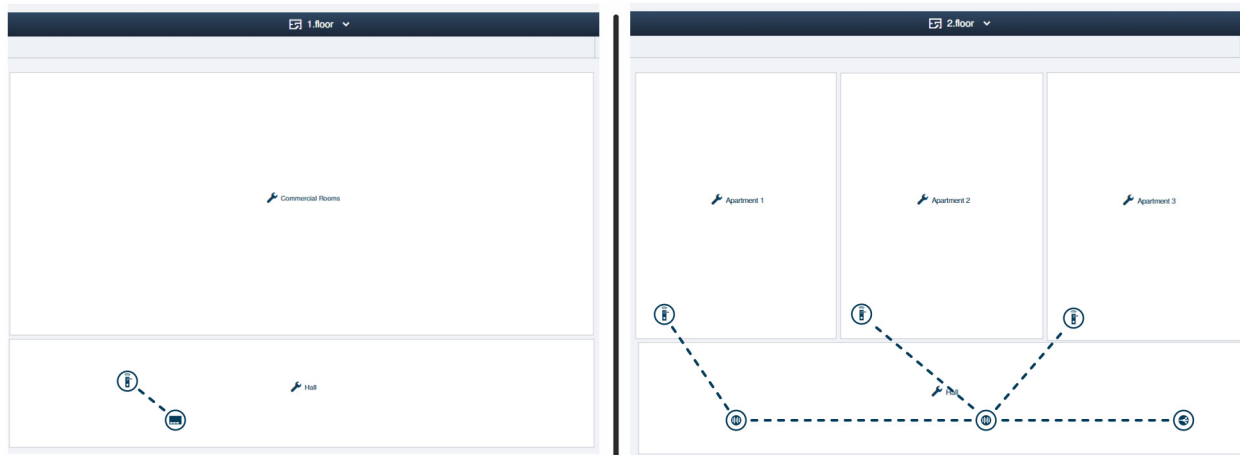 1.floor
Commercial Rooms
Hall
2.floor
Apartment 1
Apartment 2
Apartment 3
Hall